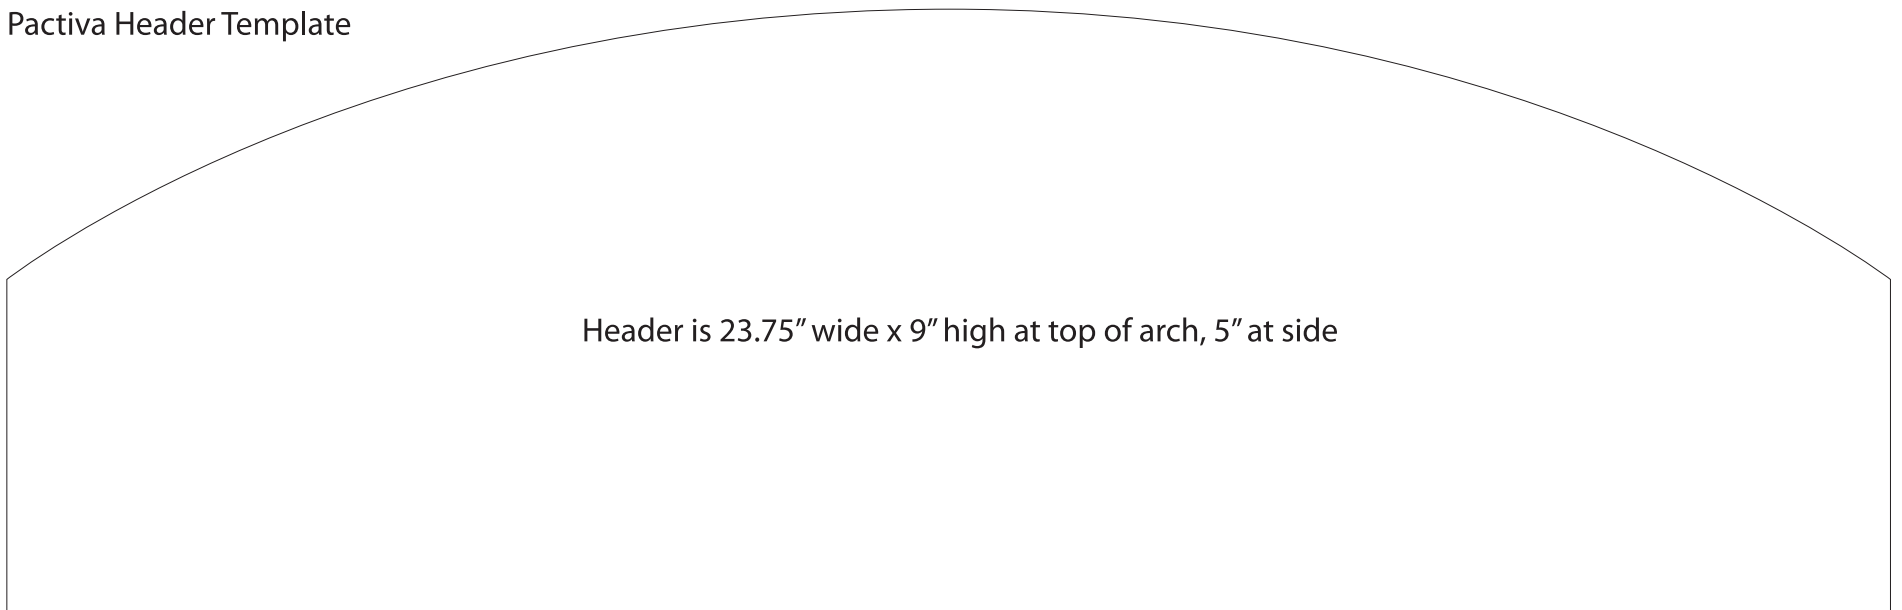 Pactiva Header Template
Header is 23.75” wide x 9” high at top of arch, 5” at side